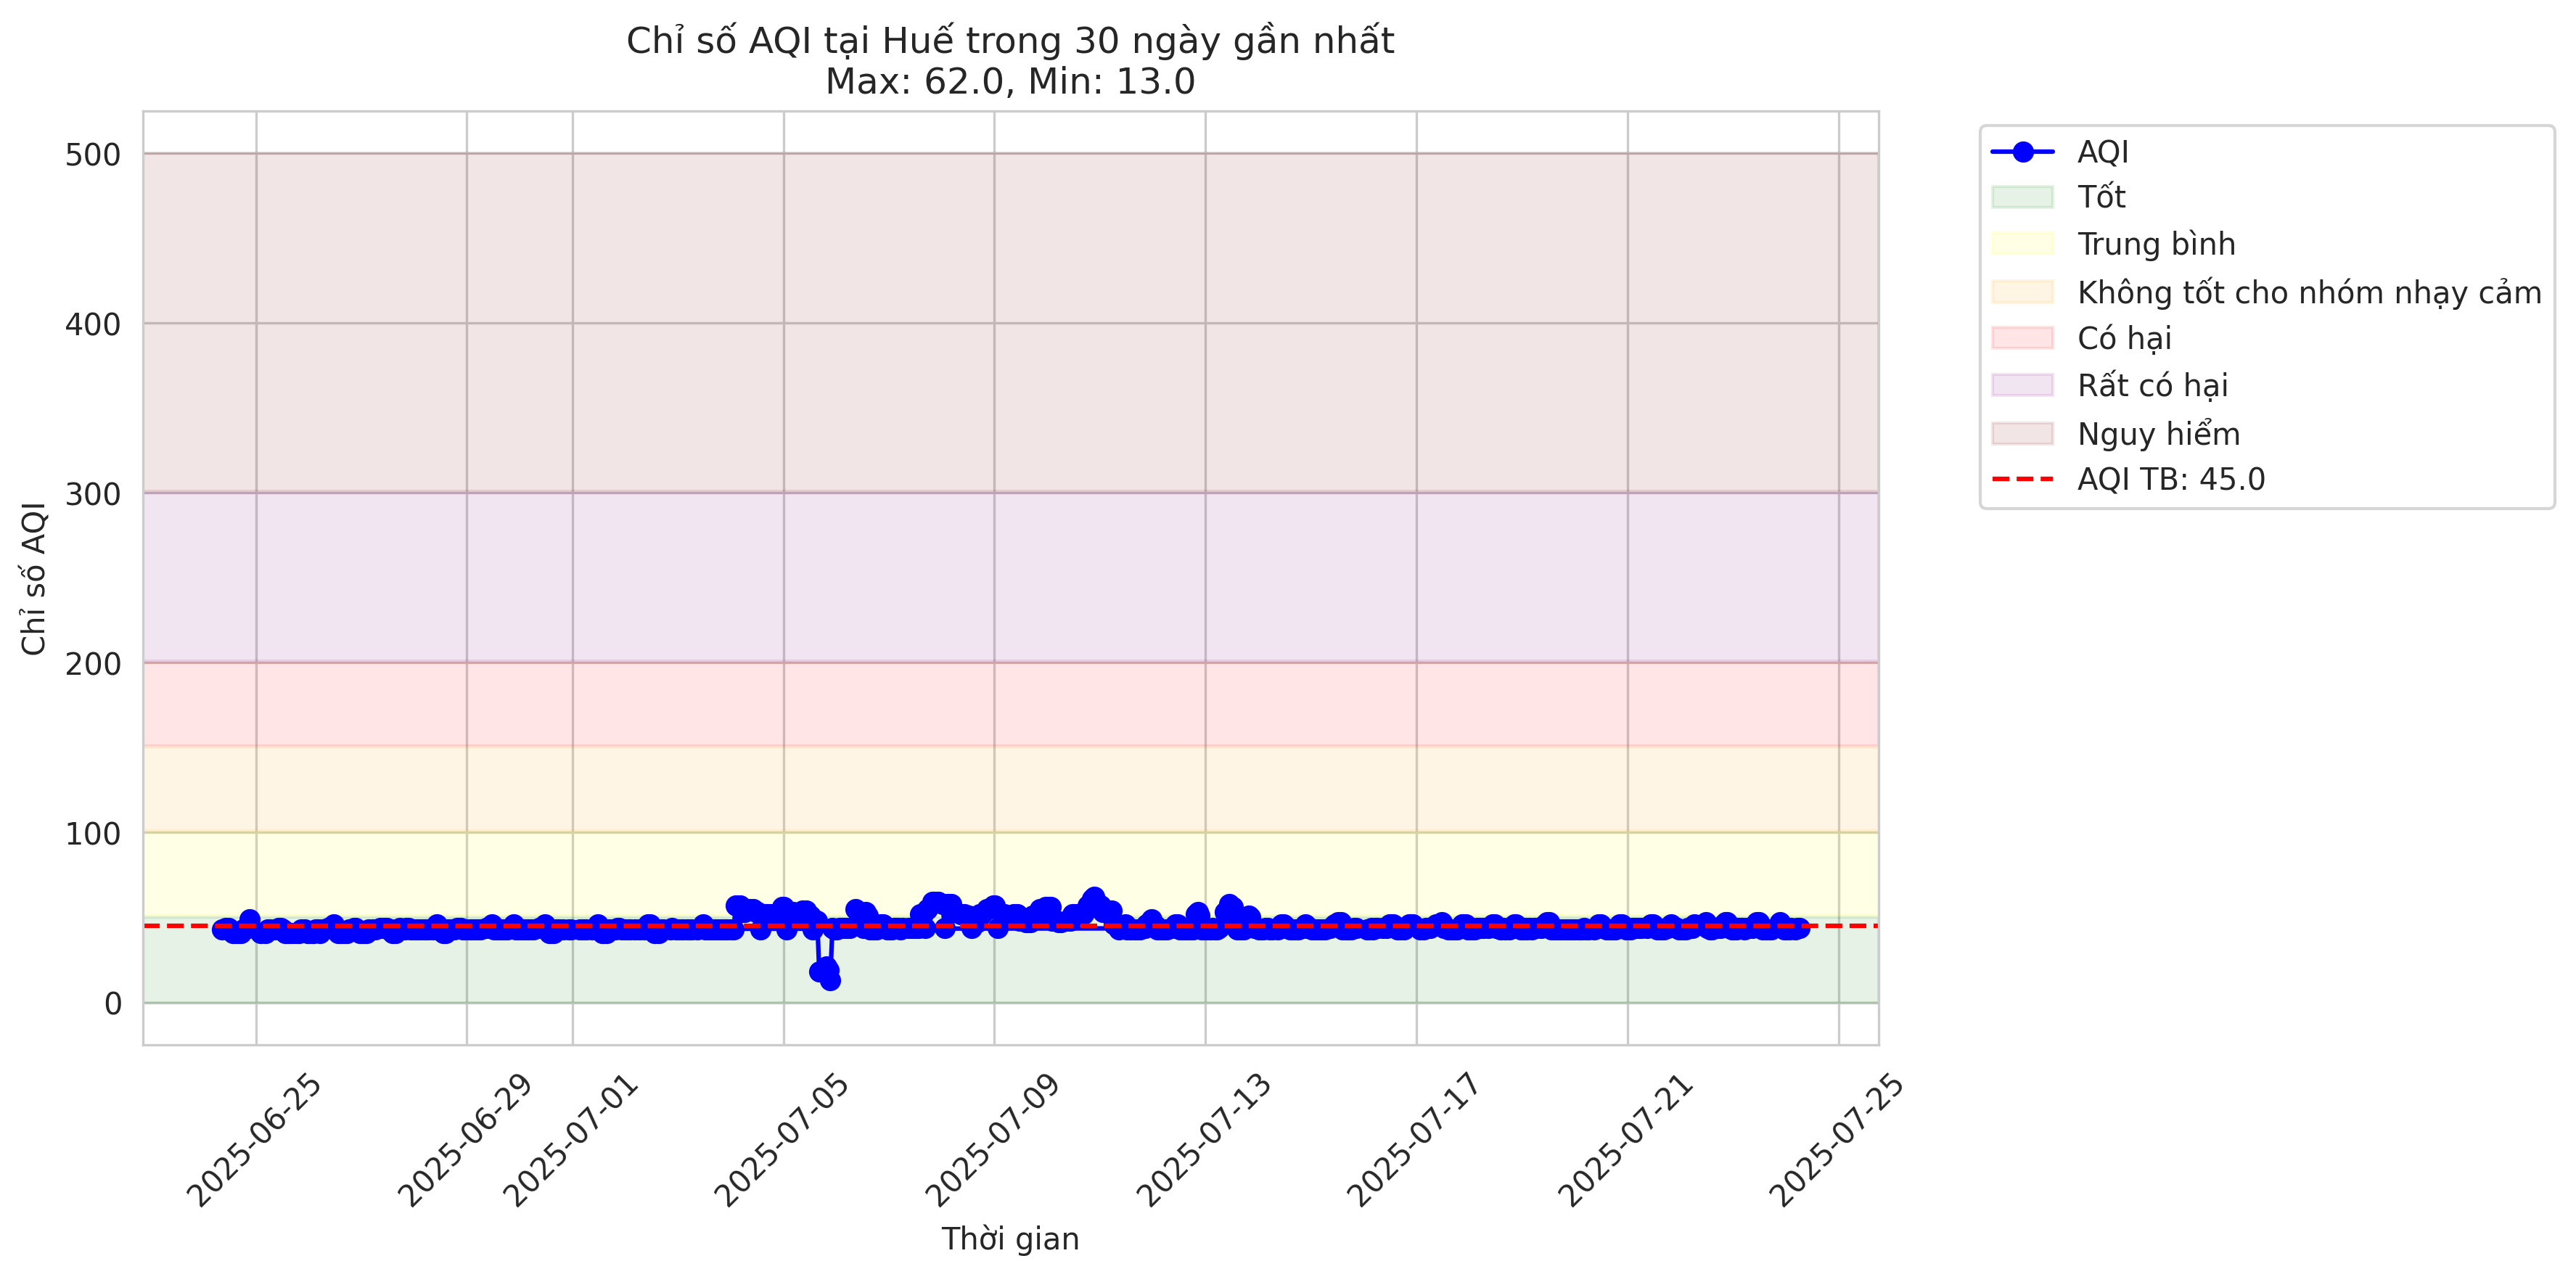 Chỉ số AQI tại Huế trong 30 ngày gần nhất
Max: 62.0, Min: 13.0
Chỉ số AQI
500
400
300
200
100
0
2025-06-25
2025-06-29
2025-07-01
2025-07-05
2025-07-09
2025-07-13
2025-07-17
2025-07-21
2025-07-25
Thời gian
AQI
Tốt
Trung bình
Không tốt cho nhóm nhạy cảm
Có hại
Rất có hại
Nguy hiểm
AQI TB: 45.0